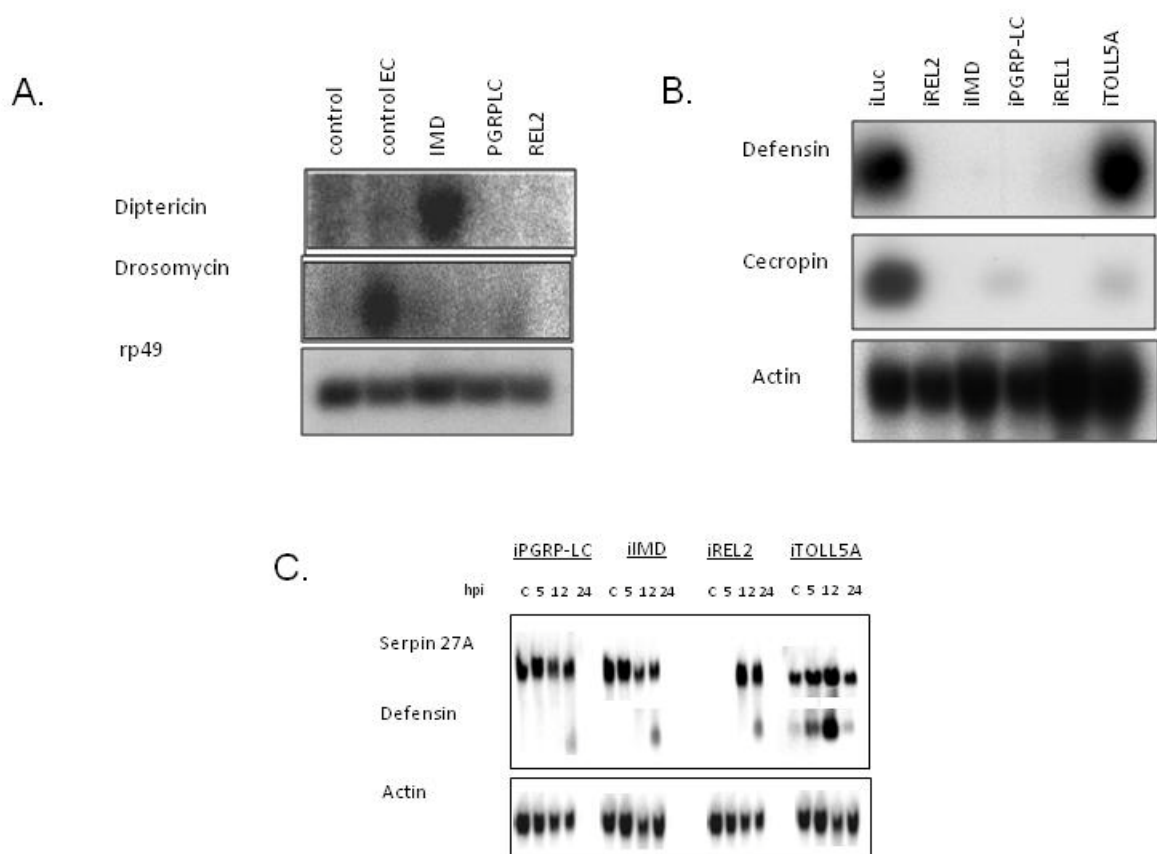 A.
control
control EC
IMD
PGRPLC
REL2
Diptericin
Drosomycin
rp49
B.
iLuc
iREL2
iIMD
iPGRP-LC
iREL1
iTOLL5A
Defensin
Cecropin
Actin
C.
iPGRP-LC iIMD iREL2 iTOLL5A
hpi C 5 12 24 C 5 12 24 C 5 12 24 C 5 12 24
Serpin 27A
Defensin
Actin